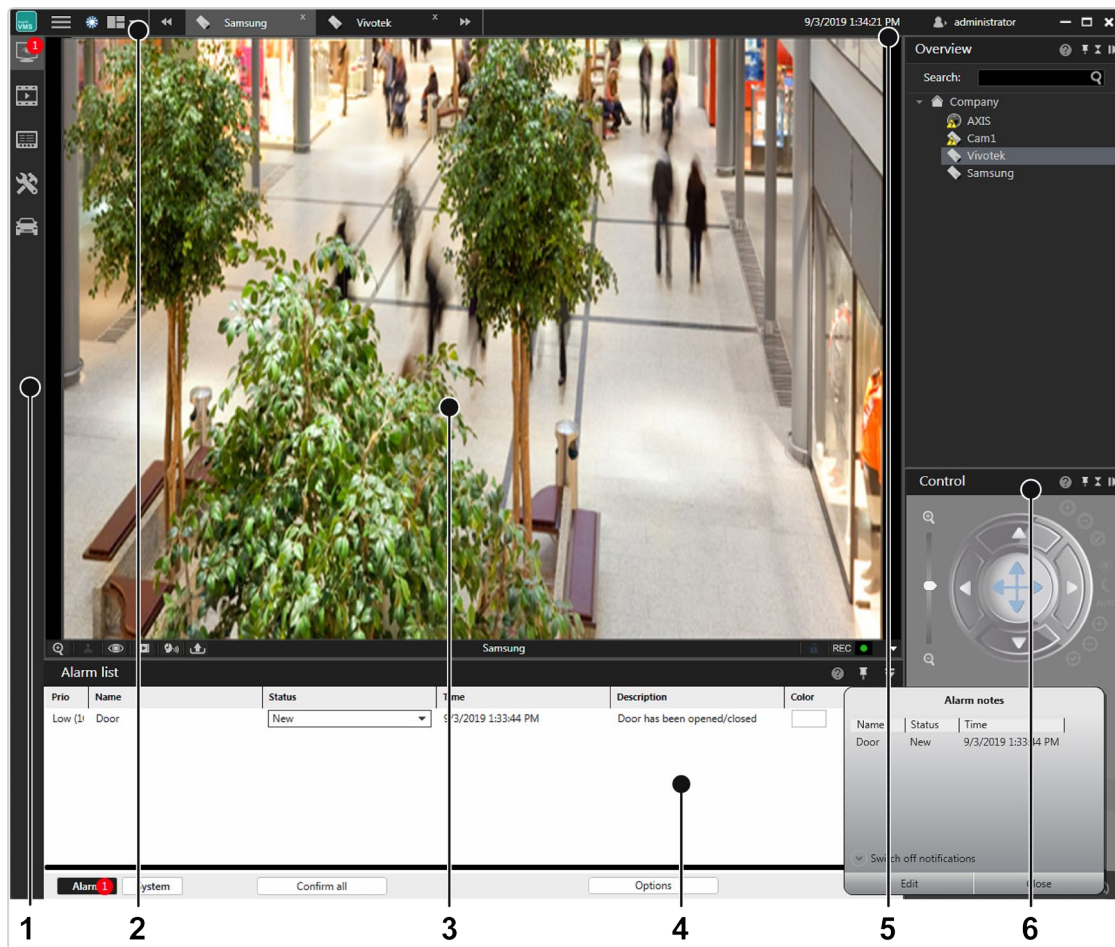 VMS
Samsung x
Vivotek x
9/3/2019 1:34:21 PM
administrator
1
Overview
Search:
Company
AXIS
Cam1
Vivotek
Samsung
Control
Samsung
REC
Alarm list
Prio Name Status Time Description Color
Low (1 Door New 9/3/2019 1:33:44 PM Door has been opened/closed
Alarm notes
Name Status Time
Door New 9/3/2019 1:33:44 PM
Switch off notifications
Edit Close
Alarm 1 System Confirm all Options
1 2 3 4 5 6